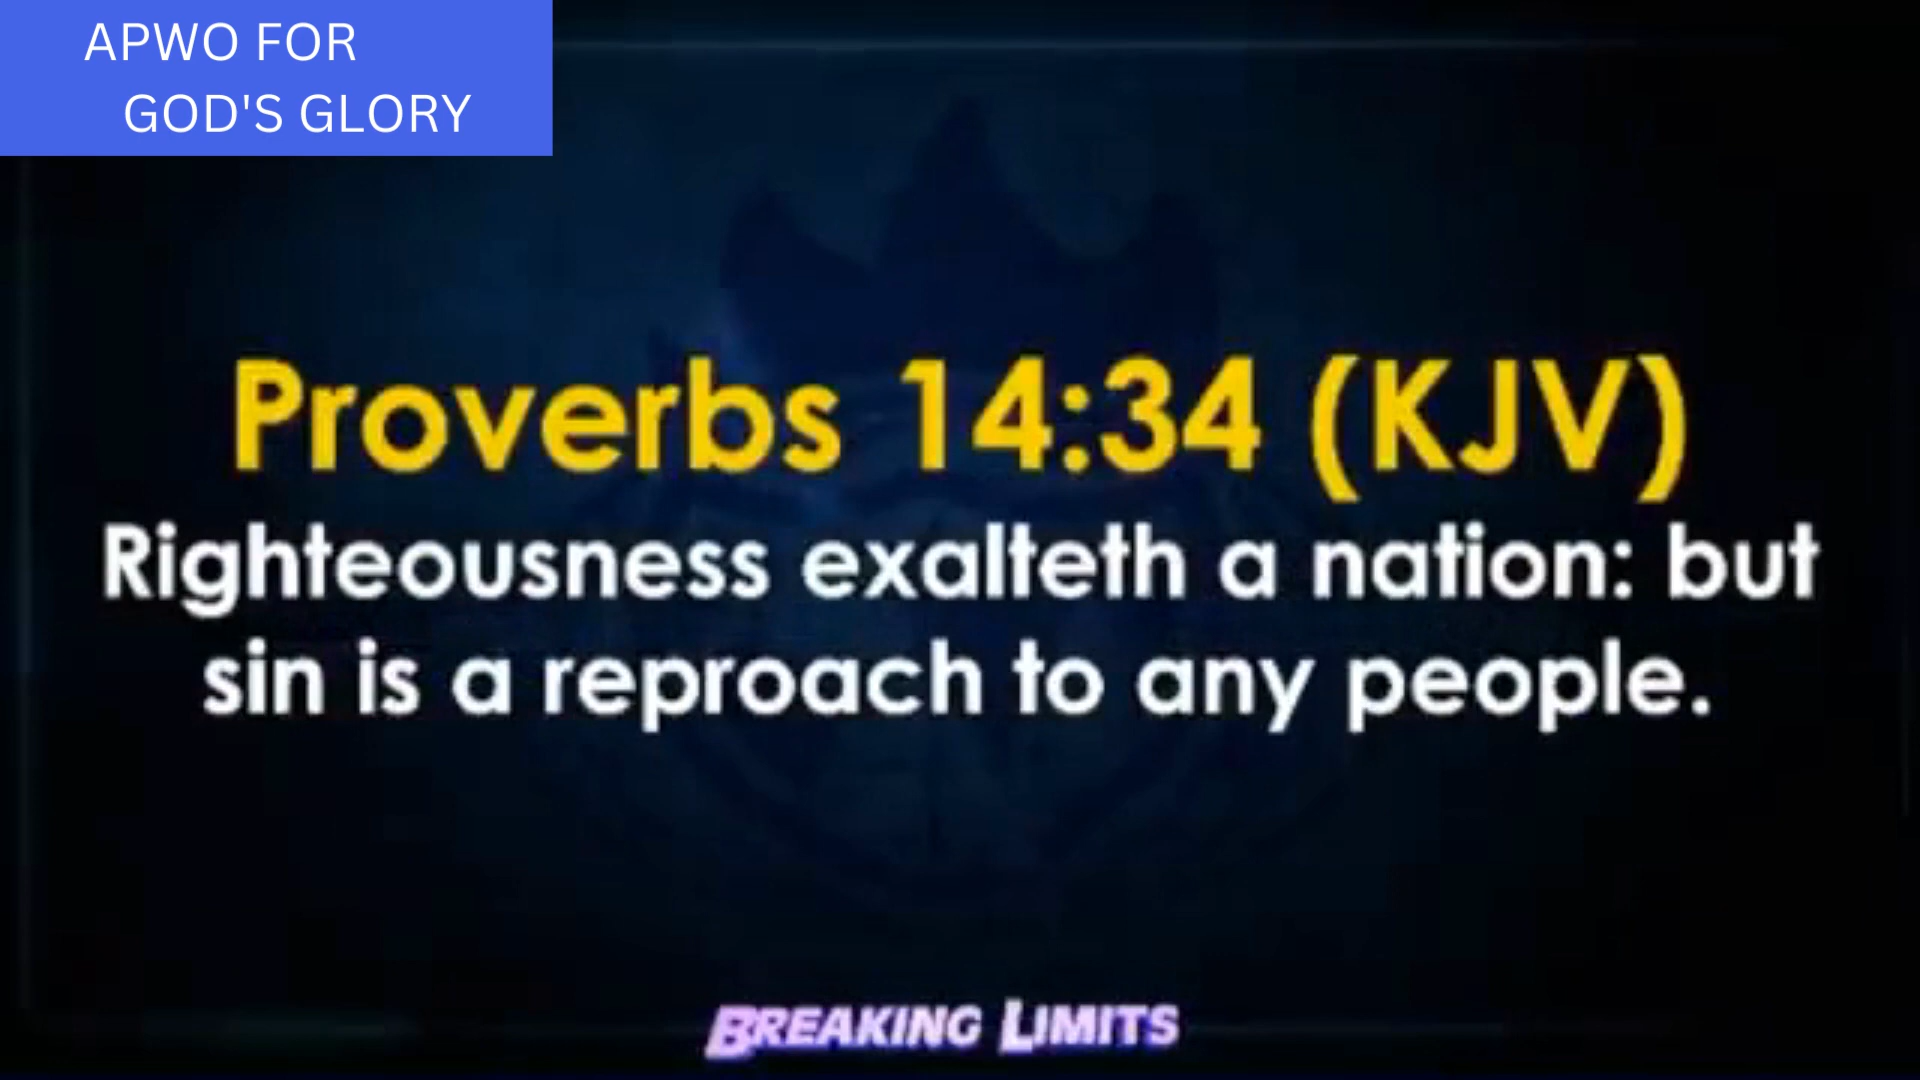 APWO FOR
GOD'S GLORY
Proverbs 14:34 (KJV)
Righteousness exalteth a nation: but
sin is a reproach to any people.
BREAKING LIMITS